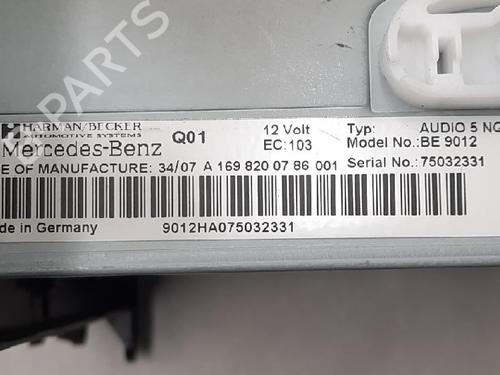 B-PARTS
HARMAN/BECKER
AUTOMOTIVE SYSTEMS
Mercedes-Benz Q01 12 Volt Typ: AUDIO 5 NQ
EC:103 Model No.:BE 9012
E OF MANUFACTURE: 34/07 A 169 820 07 86 001 Serial No.:75032331
de in Germany 9012HA075032331